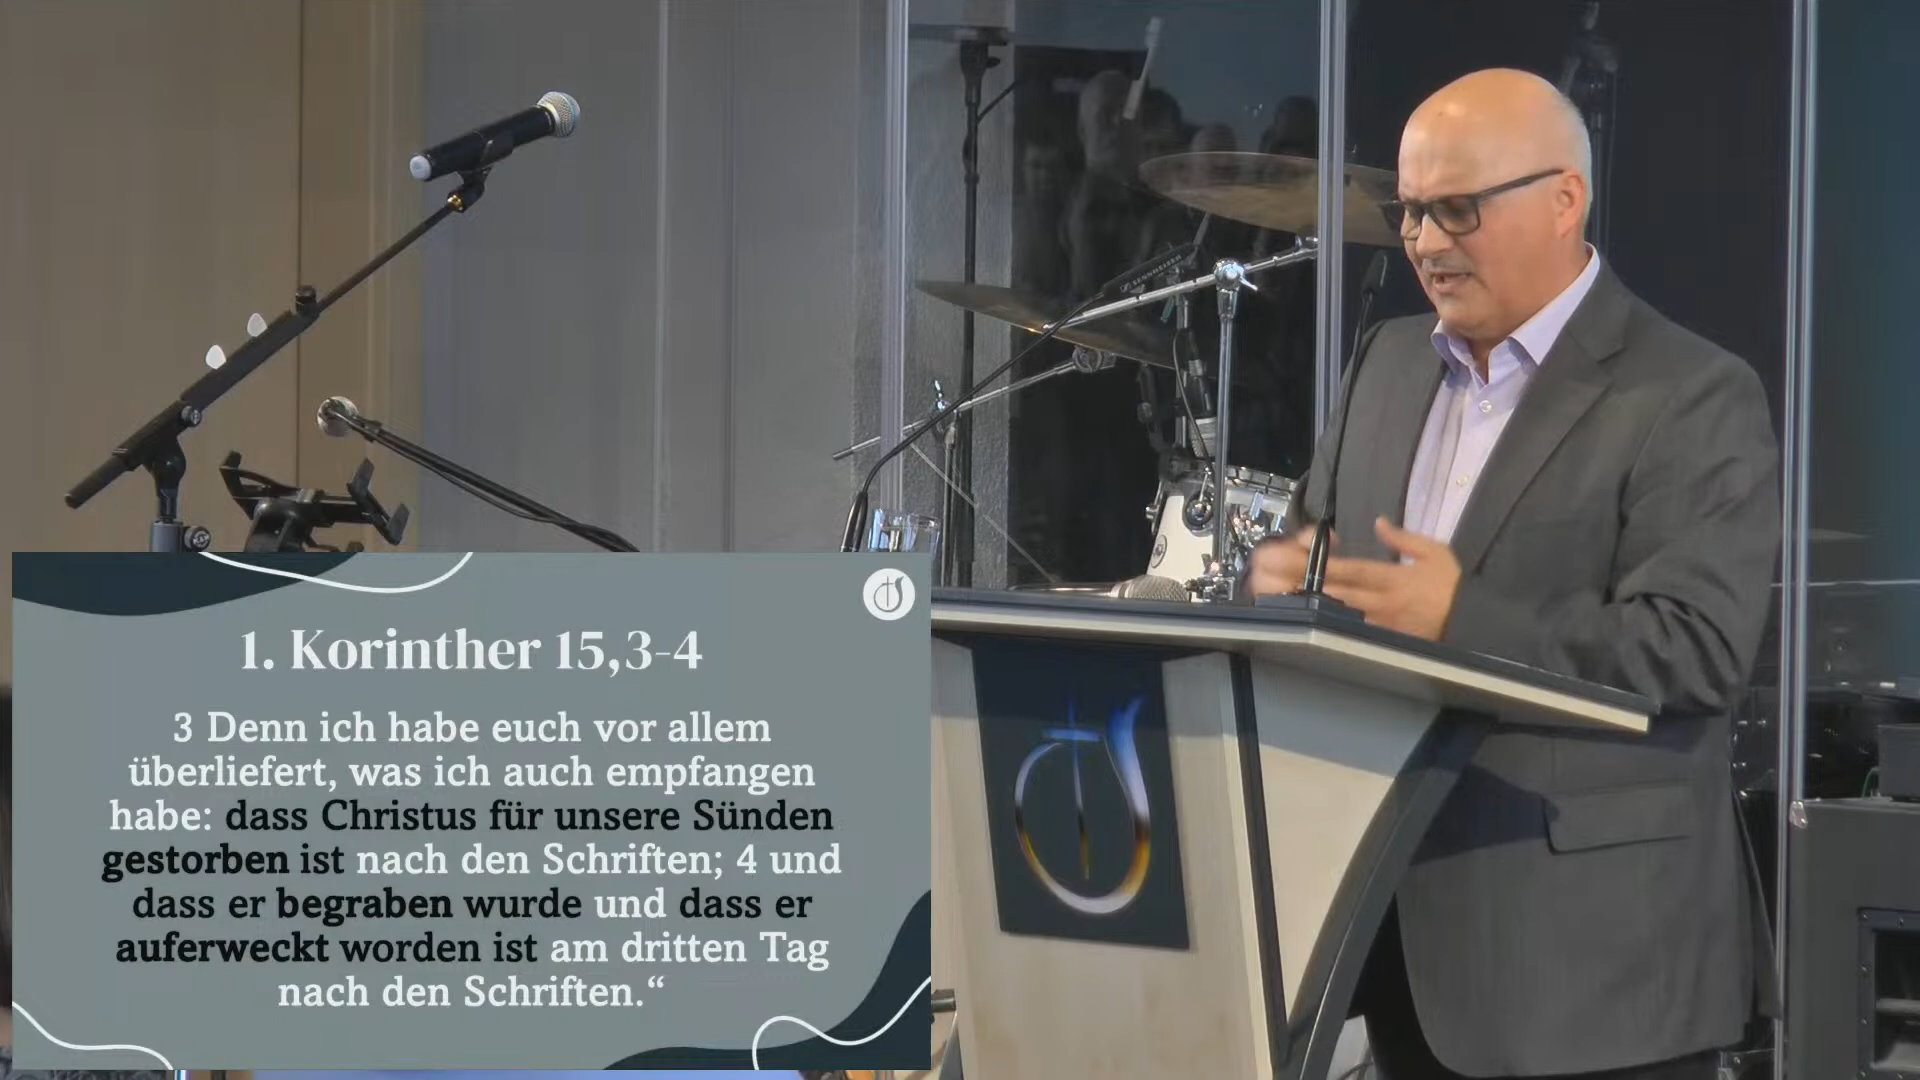 SENNHEISER
1. Korinther 15,3-4
3 Denn ich habe euch vor allem
überliefert, was ich auch empfangen
habe: dass Christus für unsere Sünden
gestorben ist nach den Schriften; 4 und
dass er begraben wurde und dass er
auferweckt worden ist am dritten Tag
nach den Schriften.“